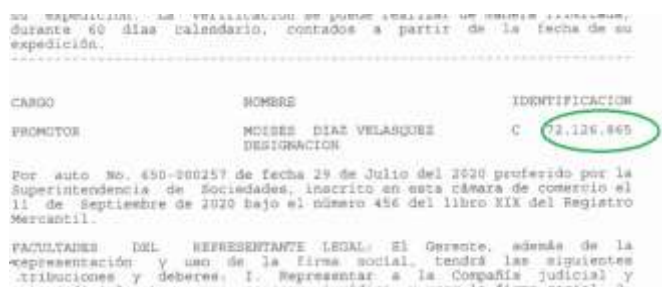 su expedición. La verificación se puede realizar de manera ilimitada,
durante 60 días calendario, contados a partir de la fecha de su
expedición.
CARGO NOMBRE IDENTIFICACION
PROMOTOR MOISES DIAZ VELASQUEZ C 72.126.865
DESIGNACION
Por auto No. 650-000257 de fecha 29 de Julio del 2020 proferido por la
Superintendencia de Sociedades, inscrito en esta cámara de comercio el
11 de Septiembre de 2020 bajo el número 456 del libro XIX del Registro
Mercantil.
FACULTADES DEL REPRESENTANTE LEGAL: El Gerente, además de la
representación y uso de la firma social, tendrá las siguientes
atribuciones y deberes: I. Representar a la Compañía judicial y